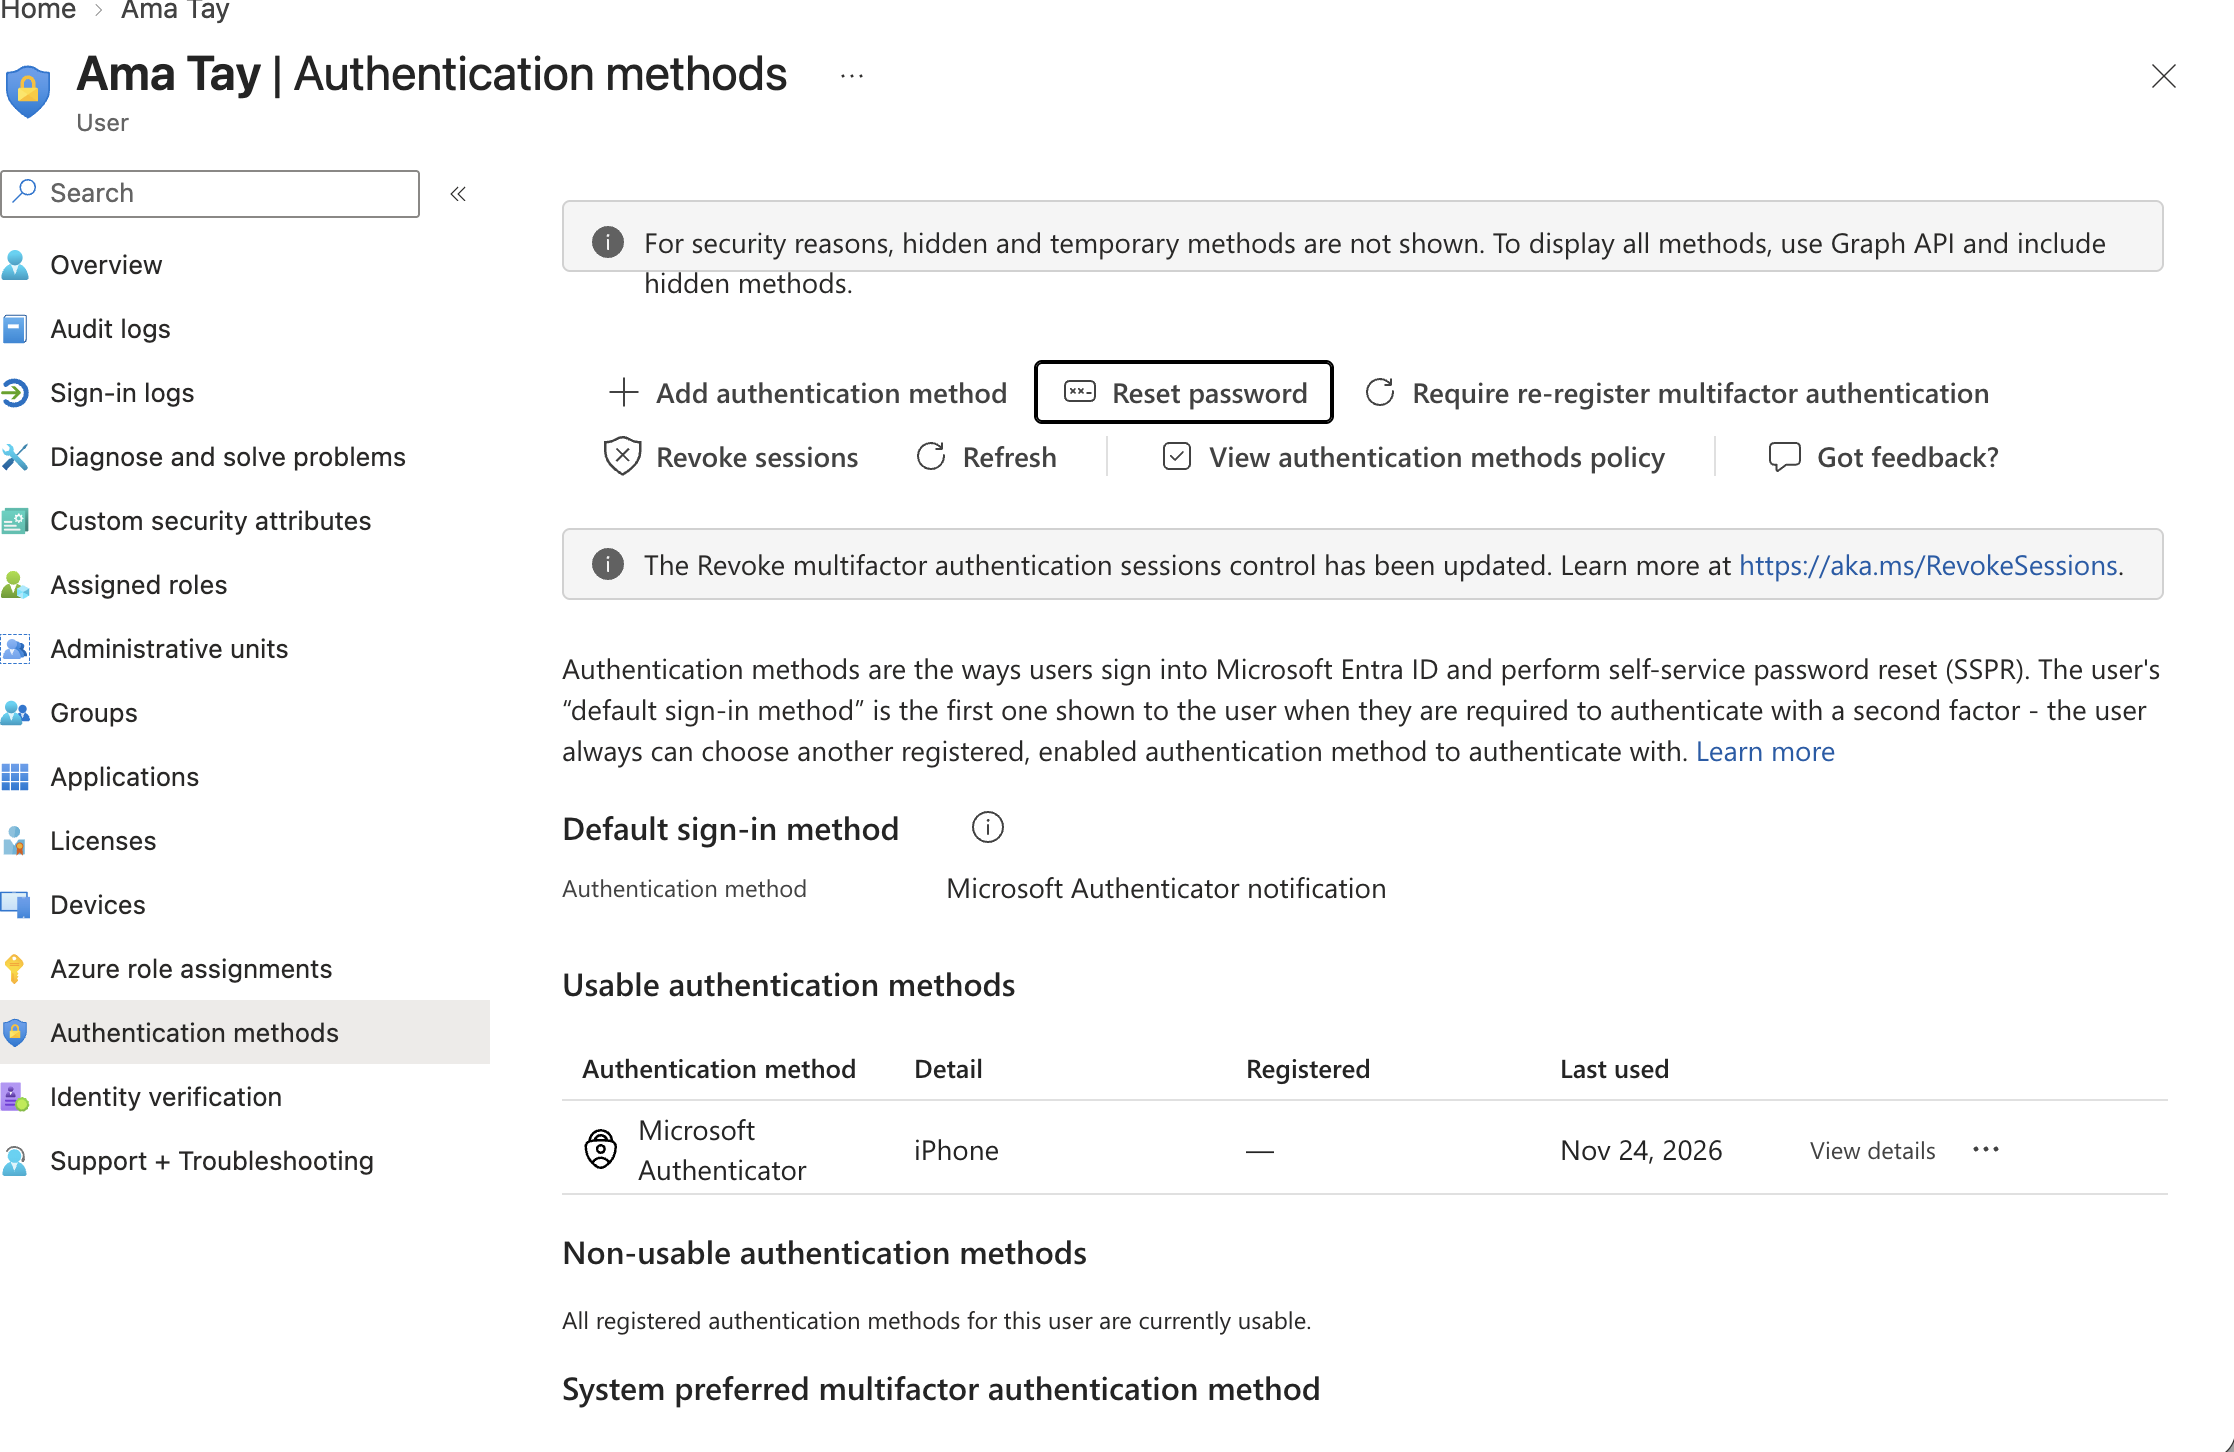 Home > Ama Tay
Ama Tay | Authentication methods ...
User
Search «
Overview
Audit logs
Sign-in logs
Diagnose and solve problems
Custom security attributes
Assigned roles
Administrative units
Groups
Applications
Licenses
Devices
Azure role assignments
Authentication methods
Identity verification
Support + Troubleshooting
For security reasons, hidden and temporary methods are not shown. To display all methods, use Graph API and include
hidden methods.
Add authentication method Reset password Require re-register multifactor authentication
Revoke sessions Refresh View authentication methods policy Got feedback?
The Revoke multifactor authentication sessions control has been updated. Learn more at https://aka.ms/RevokeSessions.
Authentication methods are the ways users sign into Microsoft Entra ID and perform self-service password reset (SSPR). The user's
“default sign-in method” is the first one shown to the user when they are required to authenticate with a second factor - the user
always can choose another registered, enabled authentication method to authenticate with. Learn more
Default sign-in method
Authentication method Microsoft Authenticator notification
Usable authentication methods
Authentication method Detail Registered Last used
Microsoft
Authenticator iPhone — Nov 24, 2026 View details ...
Non-usable authentication methods
All registered authentication methods for this user are currently usable.
System preferred multifactor authentication method